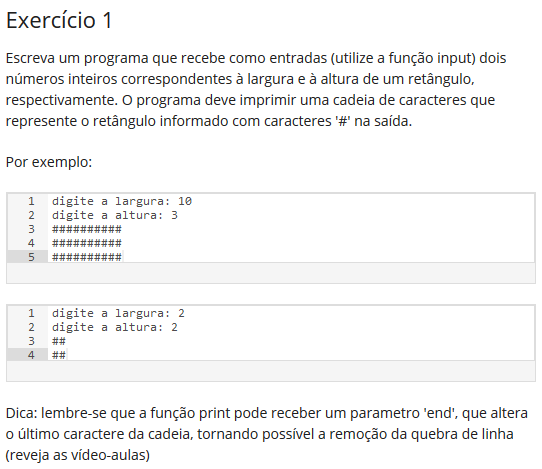 Exercício 1
Escreva um programa que recebe como entradas (utilize a função input) dois
números inteiros correspondentes à largura e à altura de um retângulo,
respectivamente. O programa deve imprimir uma cadeia de caracteres que
represente o retângulo informado com caracteres '#' na saída.
Por exemplo:
1 digite a largura: 10
2 digite a altura: 3
3 ##########
4 ##########
5 ##########
1 digite a largura: 2
2 digite a altura: 2
3 ##
4 ##
Dica: lembre-se que a função print pode receber um parametro 'end', que altera
o último caractere da cadeia, tornando possível a remoção da quebra de linha
(reveja as vídeo-aulas)